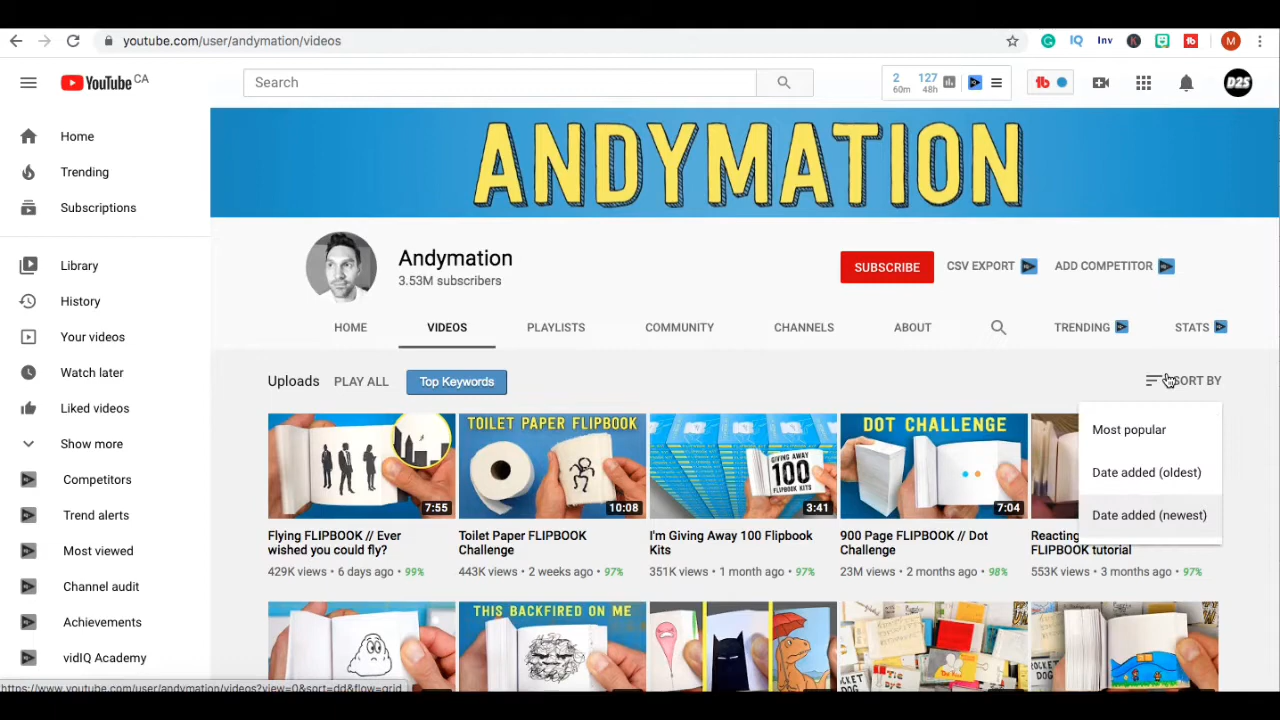 youtube.com/user/andymation/videos
Inv
M
YouTube CA
Search
2 127
60m 48h
tb
D2S
Home
Trending
Subscriptions
Library
History
Your videos
Watch later
Liked videos
Show more
Competitors
Trend alerts
Most viewed
Channel audit
Achievements
vidIQ Academy
ANDYMATION
Andymation
3.53M subscribers
SUBSCRIBE
CSV EXPORT
ADD COMPETITOR
HOME
VIDEOS
PLAYLISTS
COMMUNITY
CHANNELS
ABOUT
TRENDING
STATS
Uploads
PLAY ALL
Top Keywords
SORT BY
Most popular
Date added (oldest)
Date added (newest)
7:55
Flying FLIPBOOK // Ever
wished you could fly?
429K views • 6 days ago • 99%
TOILET PAPER FLIPBOOK
10:08
Toilet Paper FLIPBOOK
Challenge
443K views • 2 weeks ago • 97%
GIVING AWAY
100
FLIPBOOK KITS
3:41
I'm Giving Away 100 Flipbook
Kits
351K views • 1 month ago • 97%
DOT CHALLENGE
7:04
900 Page FLIPBOOK // Dot
Challenge
23M views • 2 months ago • 98%
Reacting
FLIPBOOK tutorial
553K views • 3 months ago • 97%
THIS BACKFIRED ON ME
ROCKET
DOG
Tie
Dye
https://www.youtube.com/user/andymation/videos?view=0&sort=dd&flow=grid